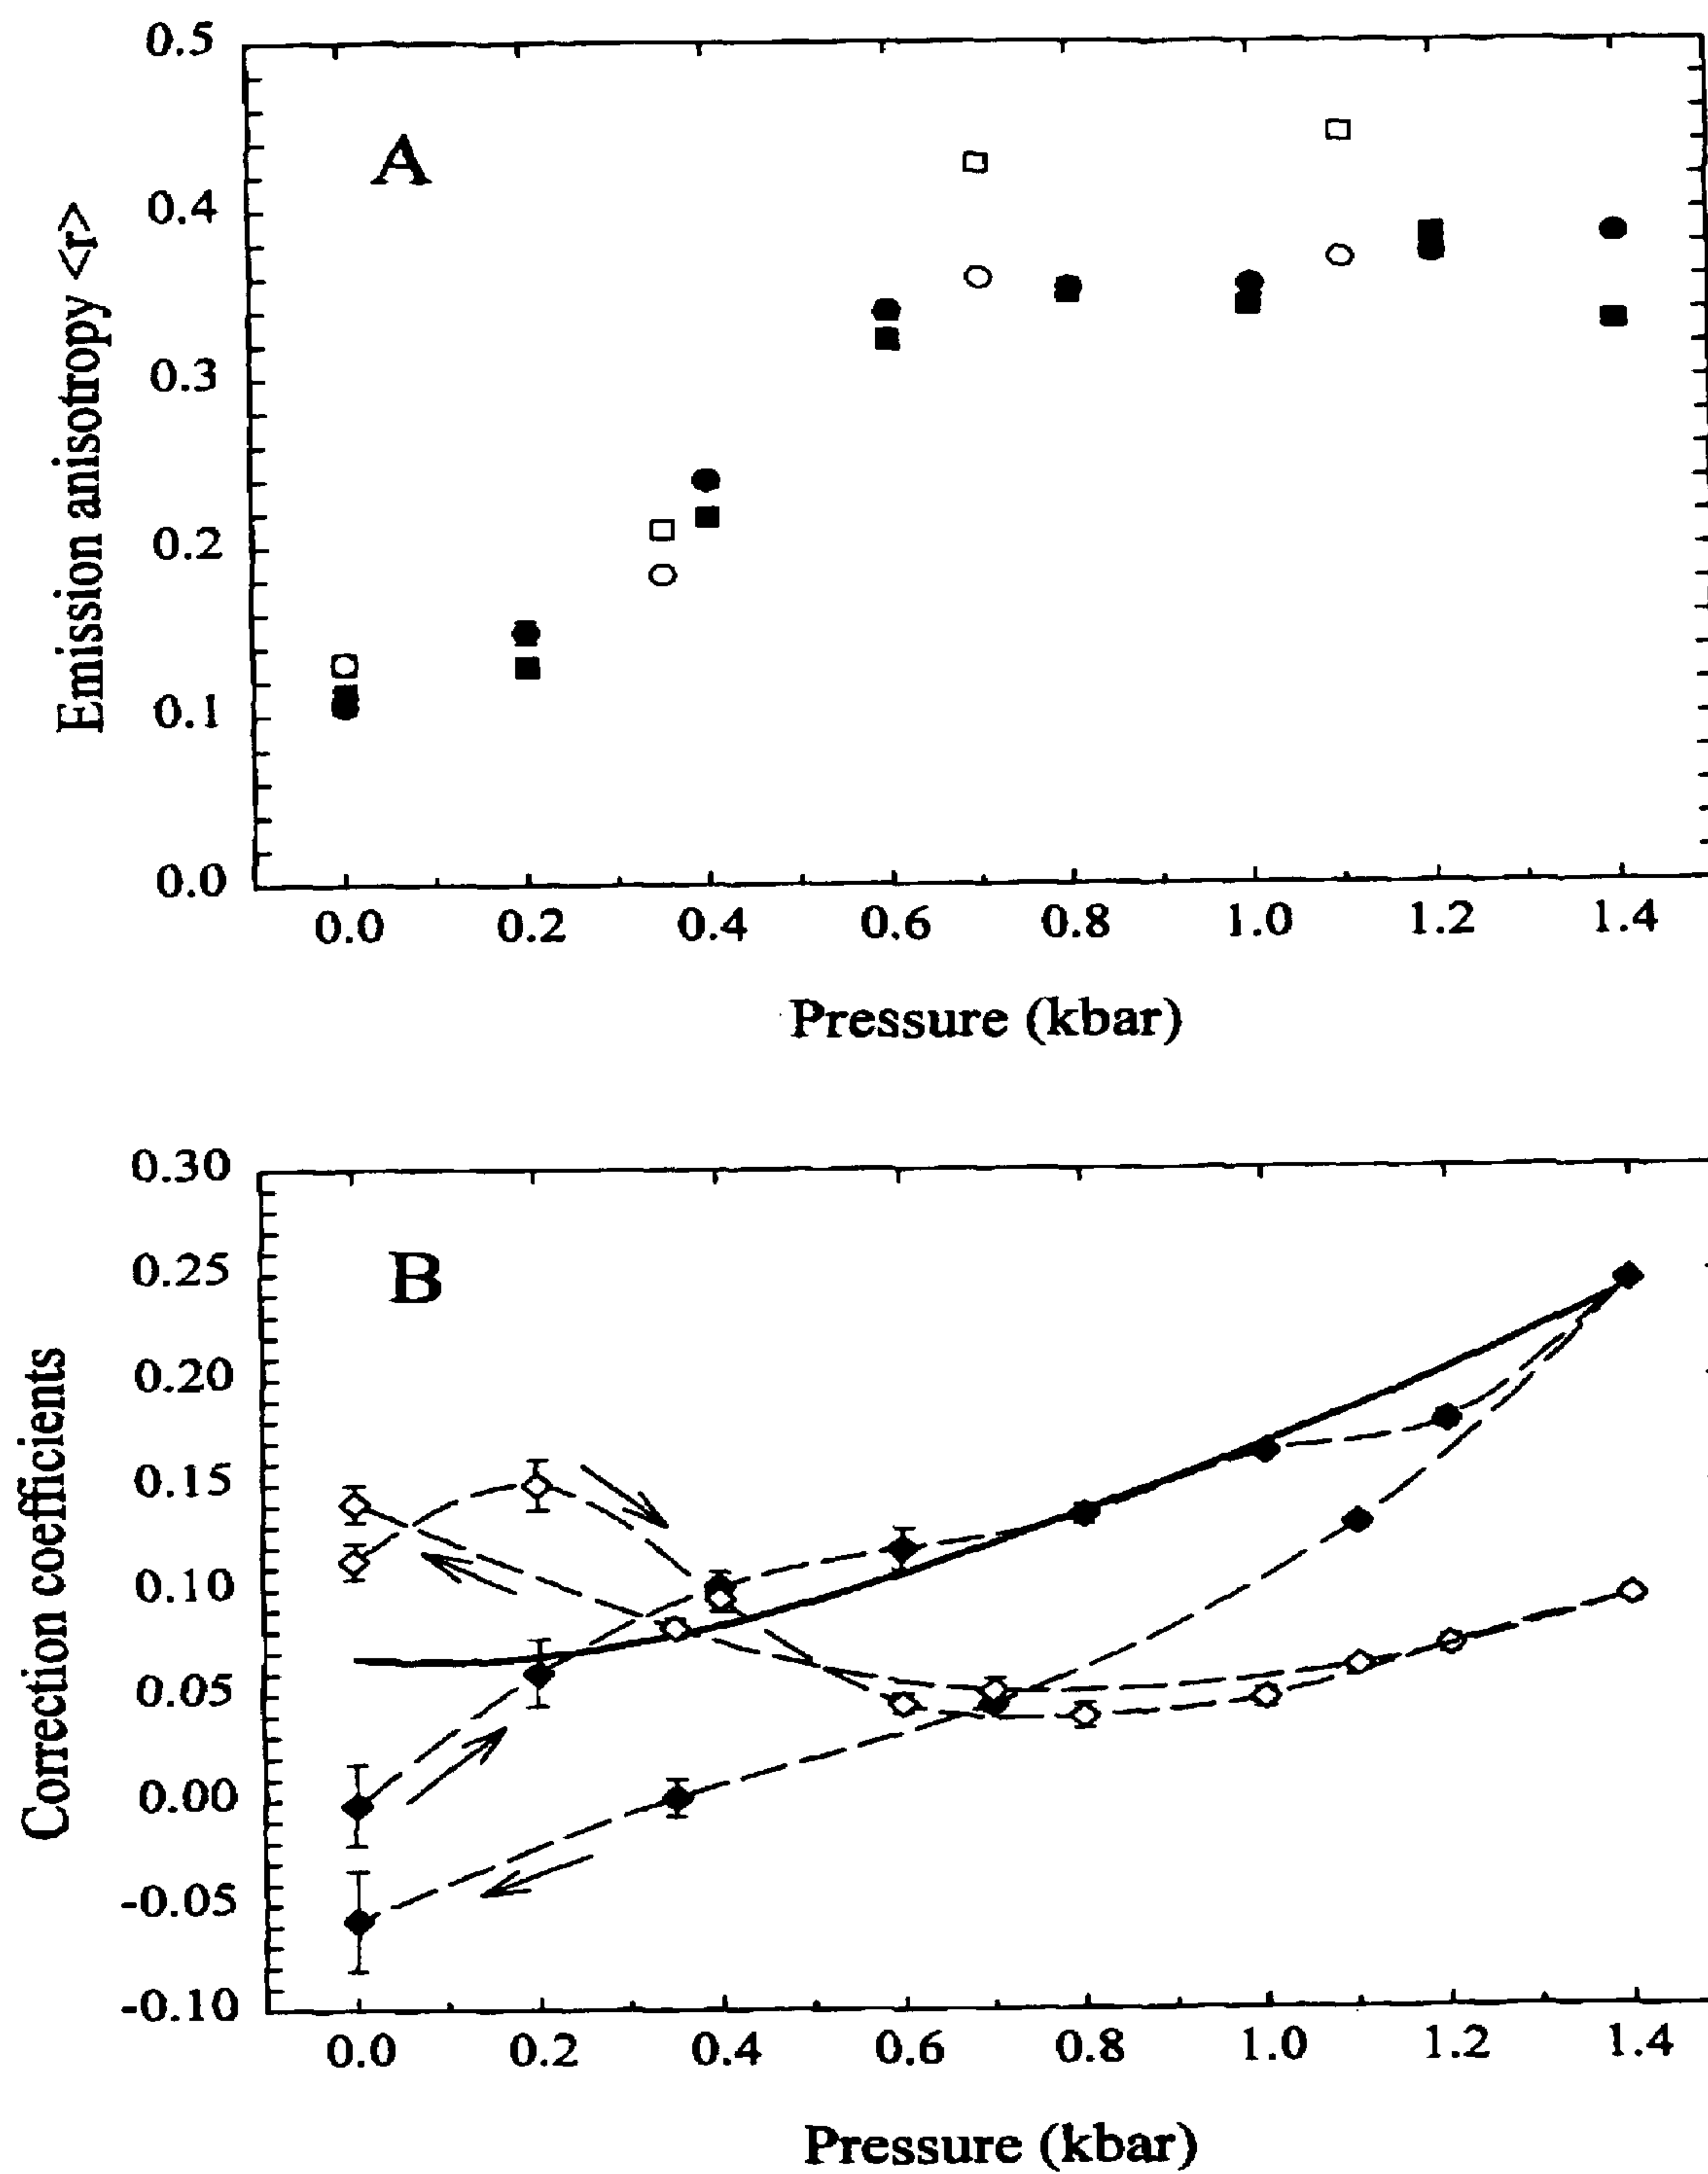 0.5
A
0.4
0.3
0.2
0.1
0.0
Emission anisotropy <r>
0.0 0.2 0.4 0.6 0.8 1.0 1.2 1.4
Pressure (kbar)
0.30
B
0.25
0.20
0.15
0.10
0.05
0.00
-0.05
-0.10
Correction coefficients
0.0 0.2 0.4 0.6 0.8 1.0 1.2 1.4
Pressure (kbar)